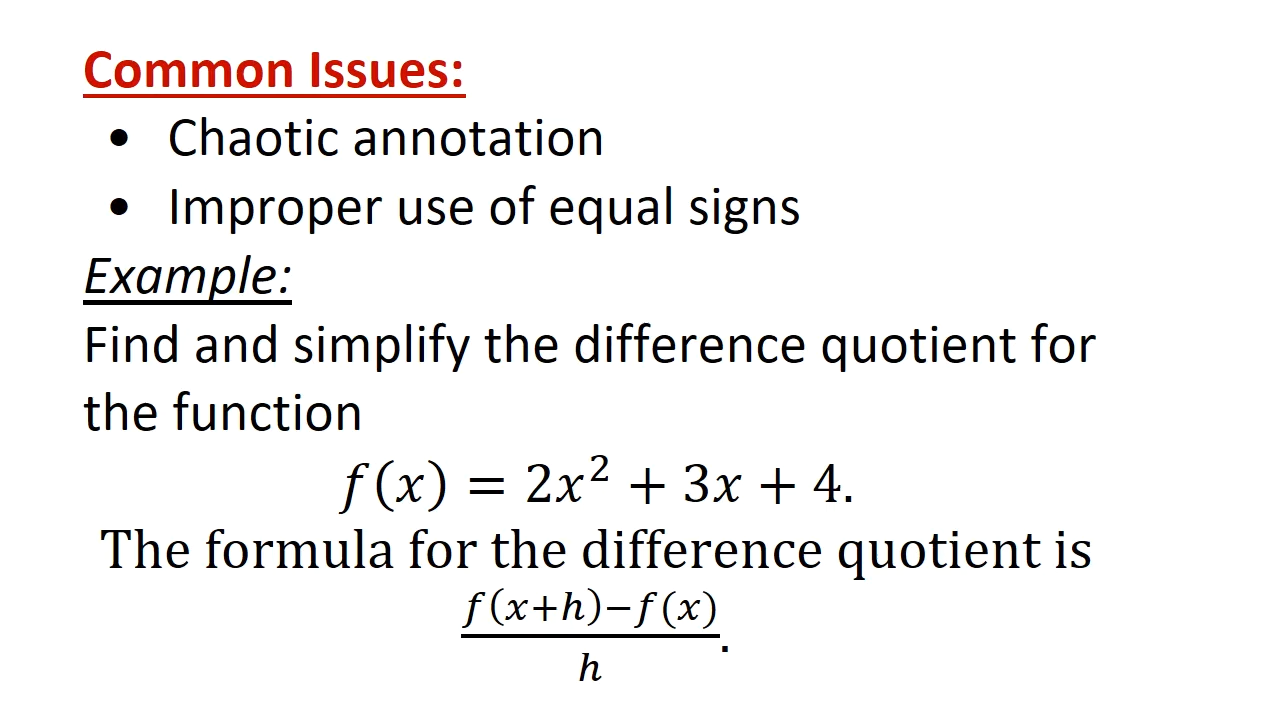 Common Issues:
• Chaotic annotation
• Improper use of equal signs
Example:
Find and simplify the difference quotient for
the function
f(x) = 2x² + 3x + 4.
The formula for the difference quotient is
f(x+h)−f(x)
h.